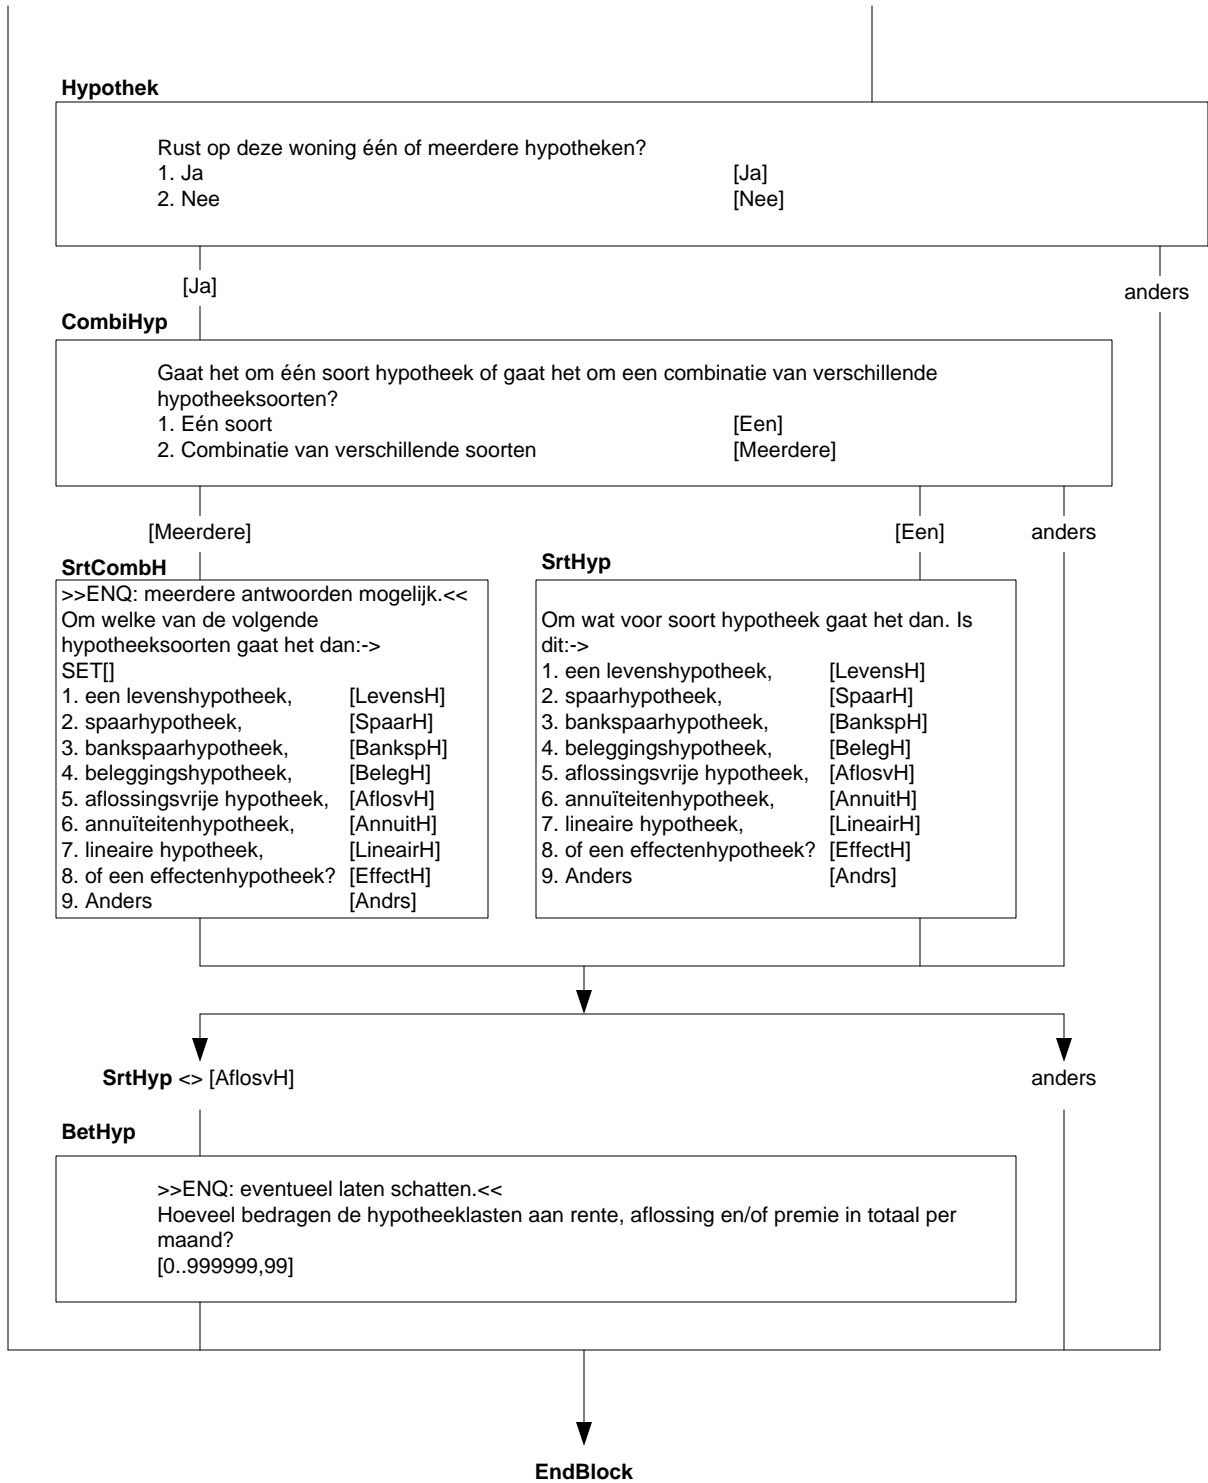 Hypothek
Rust op deze woning één of meerdere hypotheken?
1. Ja [Ja]
2. Nee [Nee]
[Ja]
anders
CombiHyp
Gaat het om één soort hypotheek of gaat het om een combinatie van verschillende
hypotheeksoorten?
1. Eén soort [Een]
2. Combinatie van verschillende soorten [Meerdere]
[Meerdere]
[Een]
anders
SrtCombH
>>ENQ: meerdere antwoorden mogelijk.<<
Om welke van de volgende
hypotheeksoorten gaat het dan:->
SET[]
1. een levenshypotheek, [LevensH]
2. spaarhypotheek, [SpaarH]
3. bankspaarhypotheek, [BankspH]
4. beleggingshypotheek, [BelegH]
5. aflossingsvrije hypotheek, [AflosvH]
6. annuïteitenhypotheek, [AnnuitH]
7. lineaire hypotheek, [LineairH]
8. of een effectenhypotheek? [EffectH]
9. Anders [Andrs]
SrtHyp
Om wat voor soort hypotheek gaat het dan. Is
dit:->
1. een levenshypotheek, [LevensH]
2. spaarhypotheek, [SpaarH]
3. bankspaarhypotheek, [BankspH]
4. beleggingshypotheek, [BelegH]
5. aflossingsvrije hypotheek, [AflosvH]
6. annuïteitenhypotheek, [AnnuitH]
7. lineaire hypotheek, [LineairH]
8. of een effectenhypotheek? [EffectH]
9. Anders [Andrs]
SrtHyp <> [AflosvH]
anders
BetHyp
>>ENQ: eventueel laten schatten.<<
Hoeveel bedragen de hypotheeklasten aan rente, aflossing en/of premie in totaal per
maand?
[0..999999,99]
EndBlock